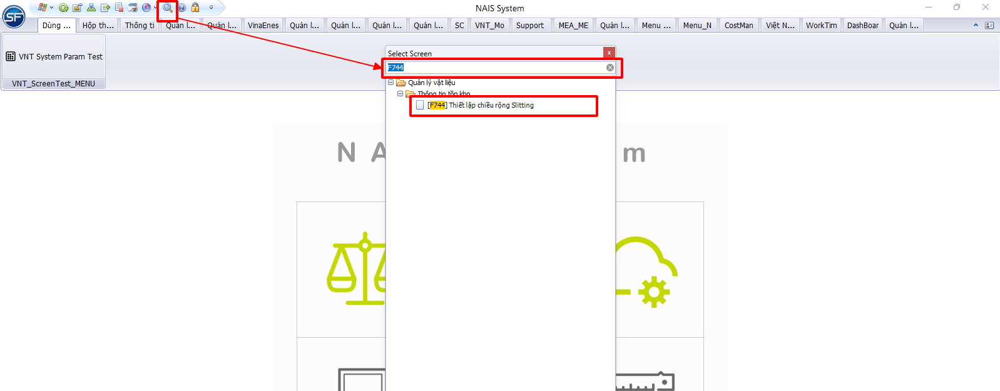 NAIS System
SF
Dùng ...
Hộp th...
Thông ti
Quản l...
Quản l...
VinaEnes
Quản l...
Quản l...
Quản l...
Quản l...
SC
VNT_Mo
Support
MEA_ME
Quản l...
Menu ...
Menu_N
CostMan
Việt N...
WorkTim
DashBoar
Quản l...
VNT System Param Test
VNT_ScreenTest_MENU
Select Screen
F744
Quản lý vật liệu
Thông tin tồn kho
[F744] Thiết lập chiều rộng Slitting
N A
m